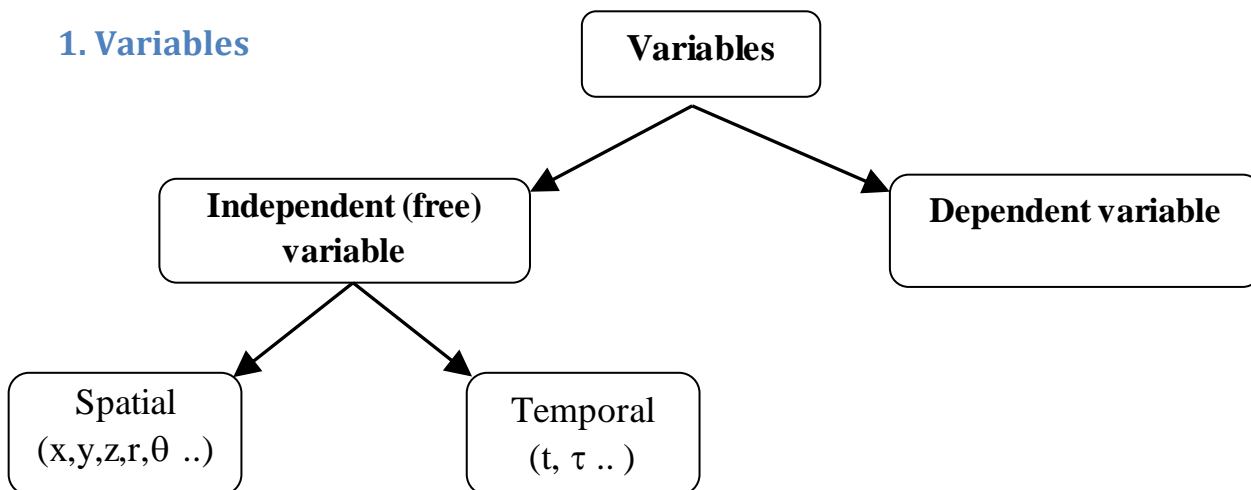 1. Variables
Variables
Independent (free)
variable
Dependent variable
Spatial
(x,y,z,r,θ ..)
Temporal
(t, τ .. )